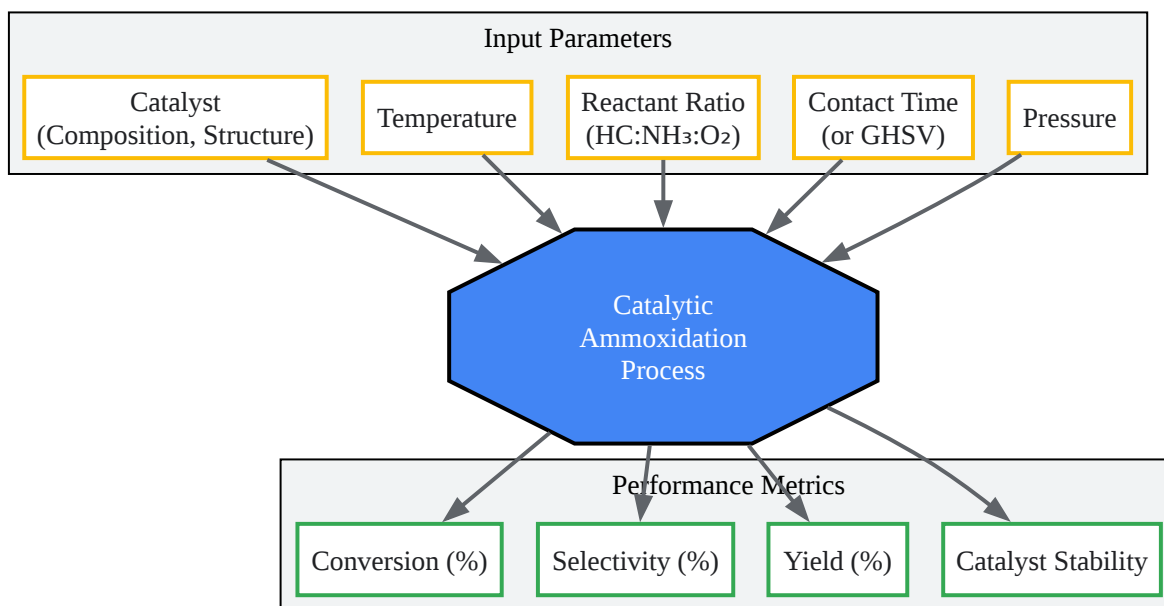 Input Parameters
Catalyst
(Composition, Structure)
Temperature
Reactant Ratio
(HC:NH₃:O₂)
Contact Time
(or GHSV)
Pressure
Catalytic
Ammoxidation
Process
Performance Metrics
Conversion (%)
Selectivity (%)
Yield (%)
Catalyst Stability